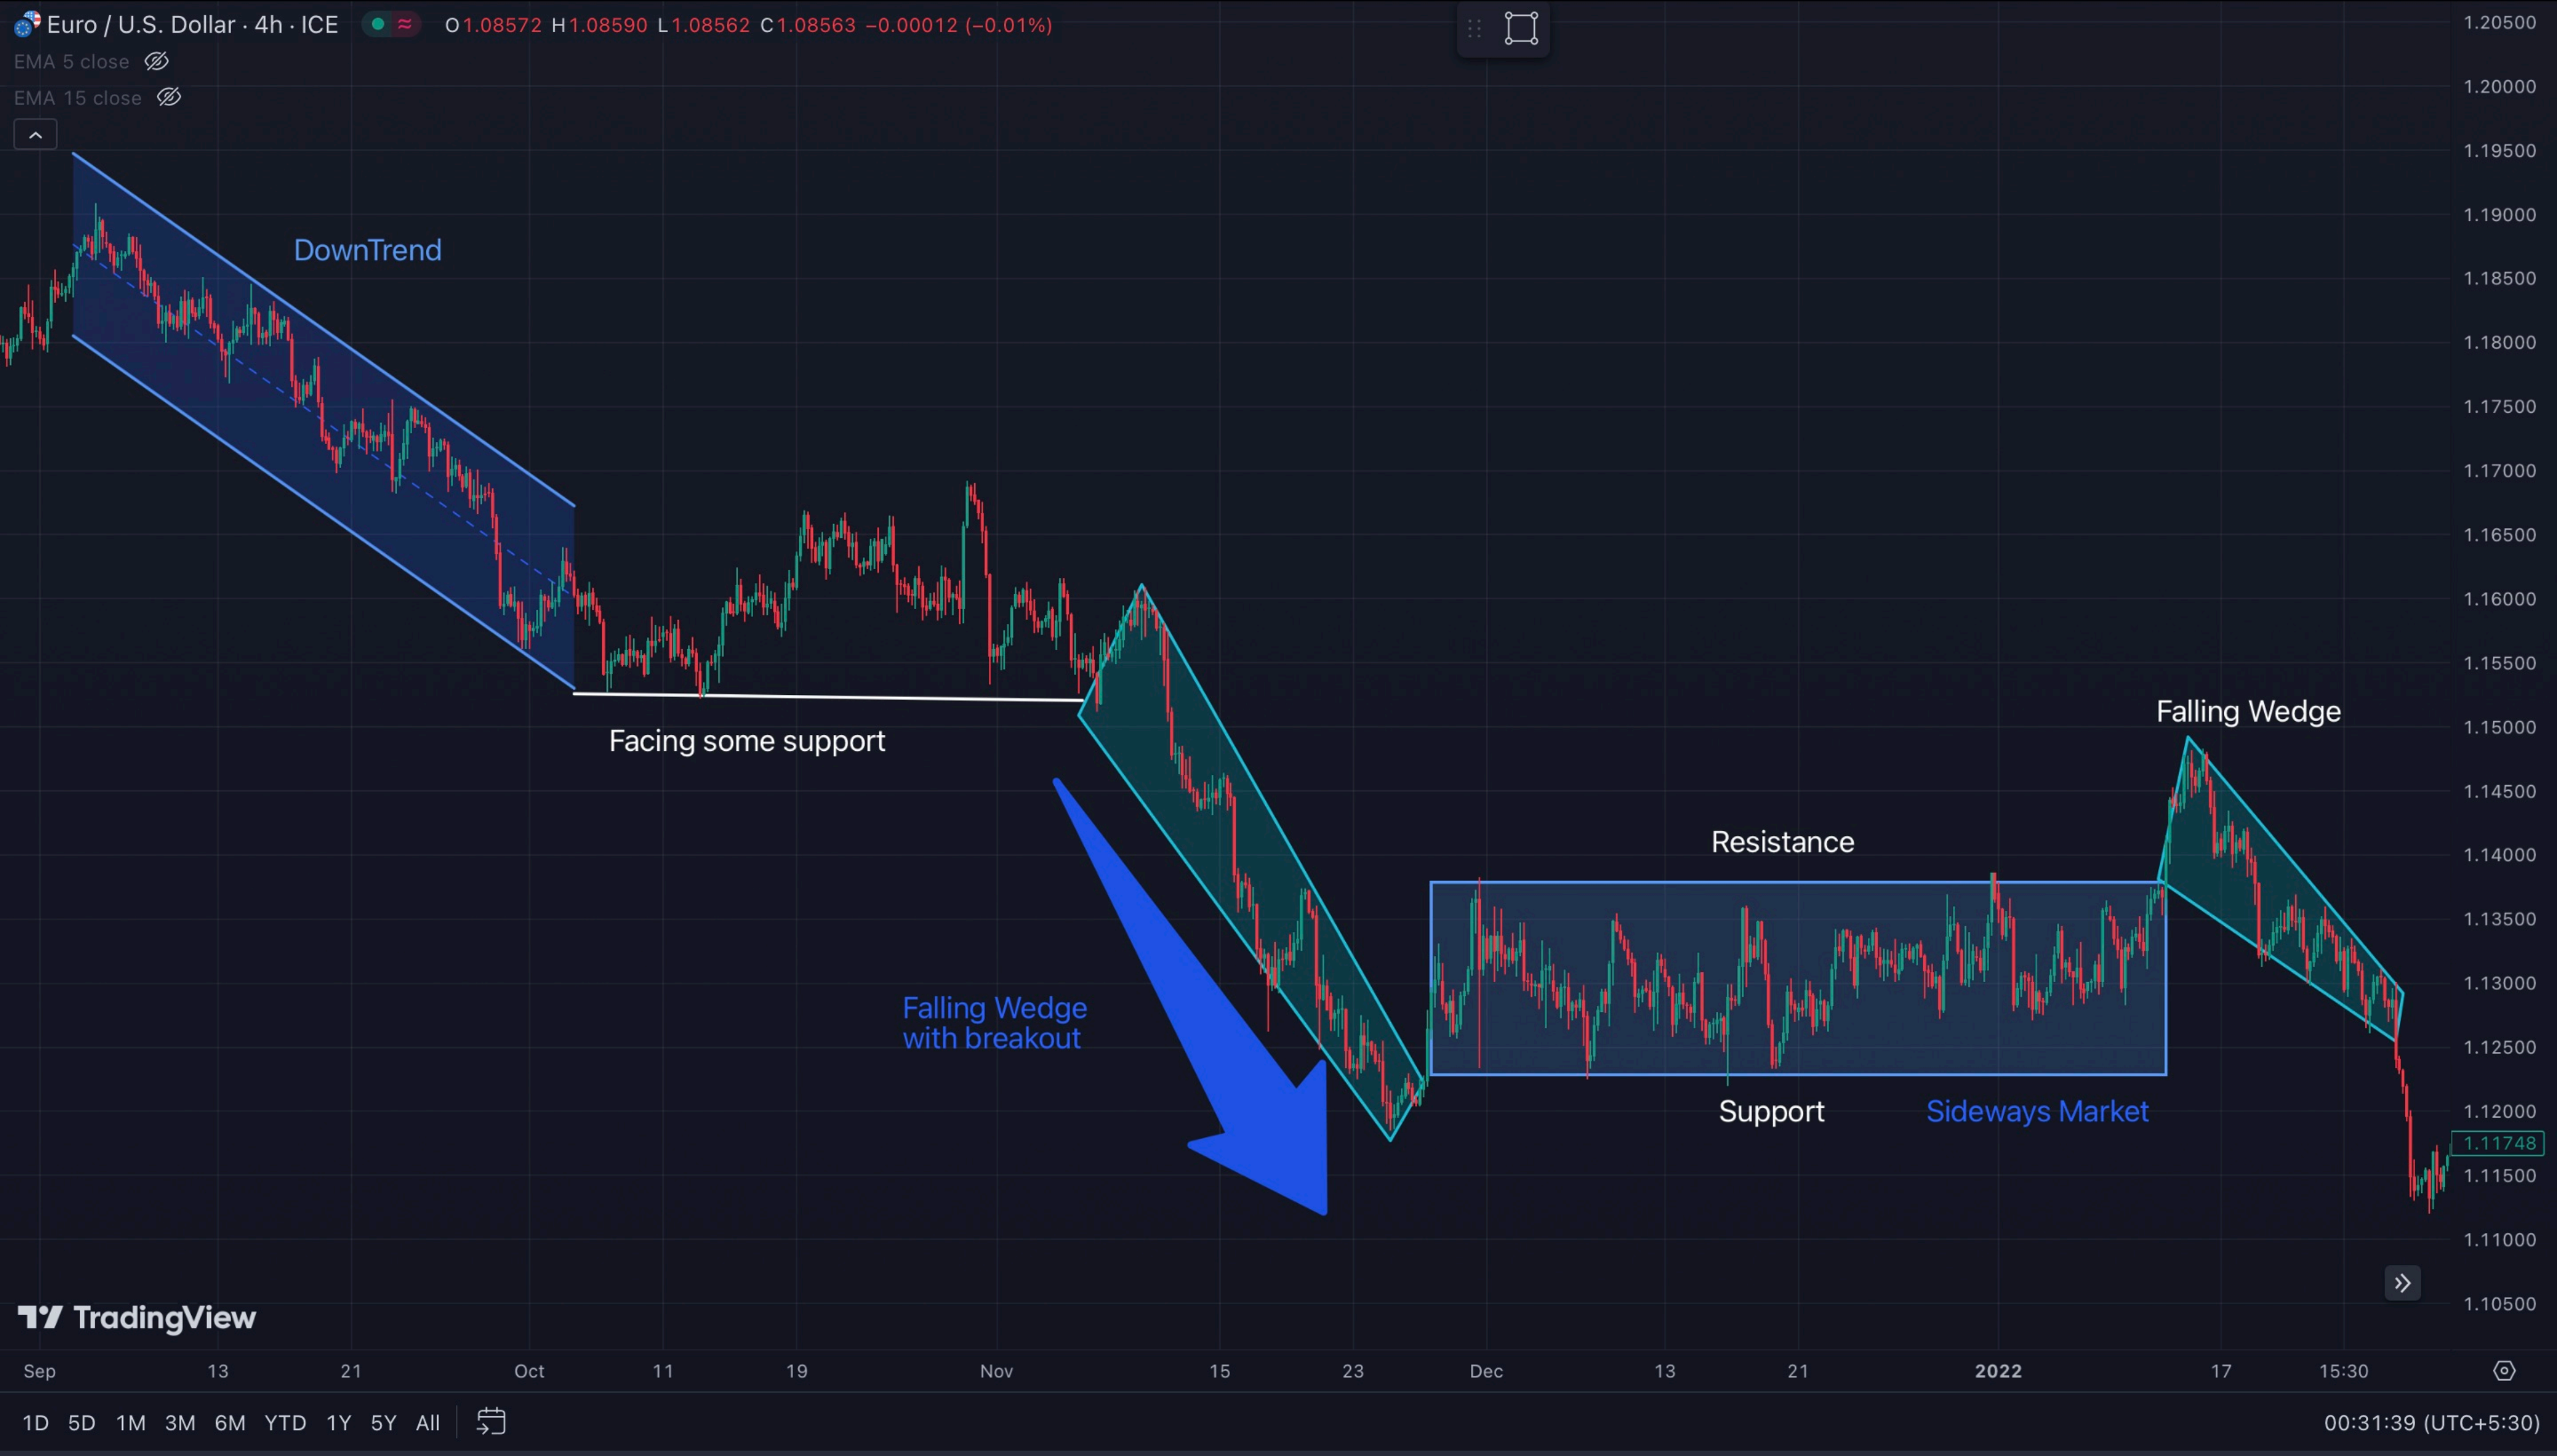 Euro / U.S. Dollar · 4h · ICE O1.08572 H1.08590 L1.08562 C1.08563 −0.00012 (−0.01%)
EMA 5 close
EMA 15 close
1.20500
1.20000
1.19500
1.19000
1.18500
1.18000
1.17500
1.17000
1.16500
1.16000
1.15500
1.15000
1.14500
1.14000
1.13500
1.13000
1.12500
1.12000
1.11748
1.11500
1.11000
1.10500
DownTrend
Facing some support
Falling Wedge
with breakout
Resistance
Support
Sideways Market
Falling Wedge
TradingView
Sep 13 21 Oct 11 19 Nov 15 23 Dec 13 21 2022 17 15:30
1D 5D 1M 3M 6M YTD 1Y 5Y All 00:31:39 (UTC+5:30)